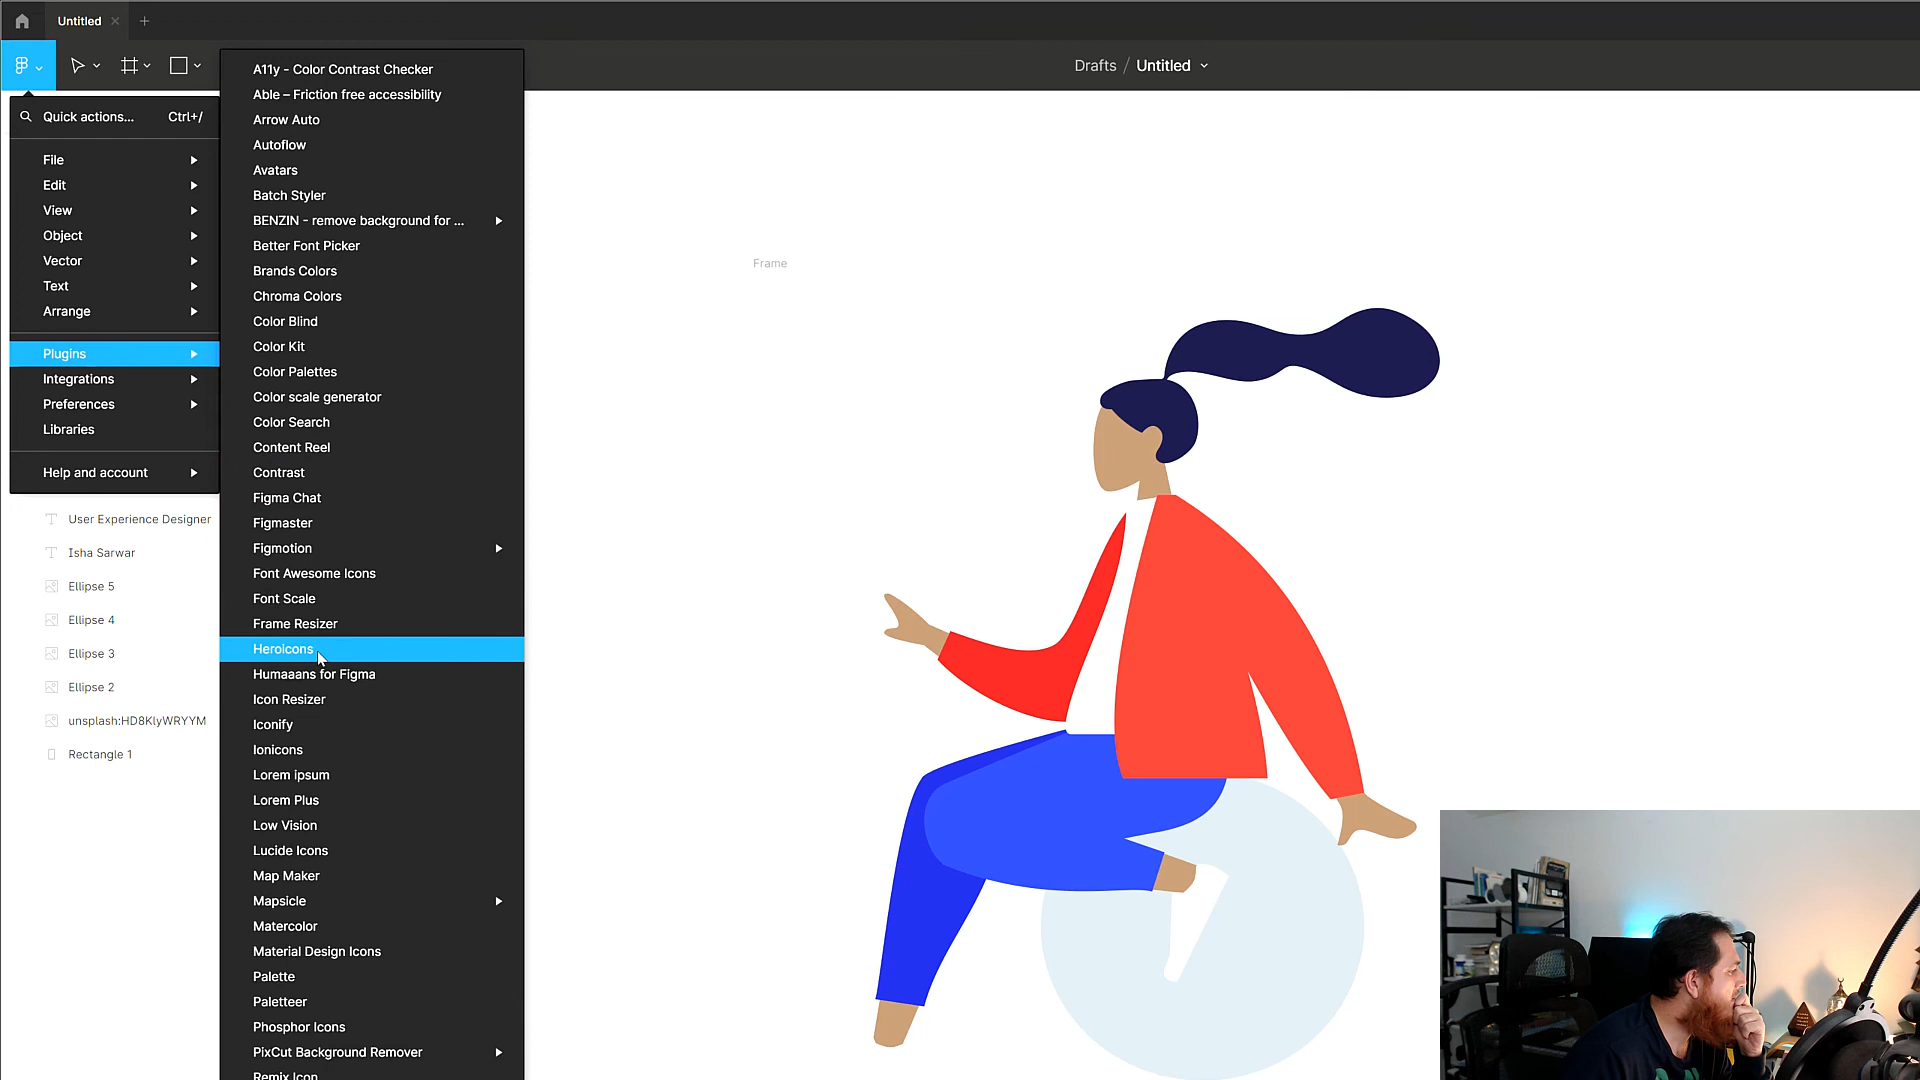 Untitled
Drafts / Untitled
Quick actions... Ctrl+/
File
Edit
View
Object
Vector
Text
Arrange
Plugins
Integrations
Preferences
Libraries
Help and account
User Experience Designer
Isha Sarwar
Ellipse 5
Ellipse 4
Ellipse 3
Ellipse 2
unsplash:HD8KlyWRYYM
Rectangle 1
A11y - Color Contrast Checker
Able – Friction free accessibility
Arrow Auto
Autoflow
Avatars
Batch Styler
BENZIN - remove background for ...
Better Font Picker
Brands Colors
Chroma Colors
Color Blind
Color Kit
Color Palettes
Color scale generator
Color Search
Content Reel
Contrast
Figma Chat
Figmaster
Figmotion
Font Awesome Icons
Font Scale
Frame Resizer
Heroicons
Humaaans for Figma
Icon Resizer
Iconify
Ionicons
Lorem ipsum
Lorem Plus
Low Vision
Lucide Icons
Map Maker
Mapsicle
Matercolor
Material Design Icons
Palette
Paletteer
Phosphor Icons
PixCut Background Remover
Remix Icon
Frame